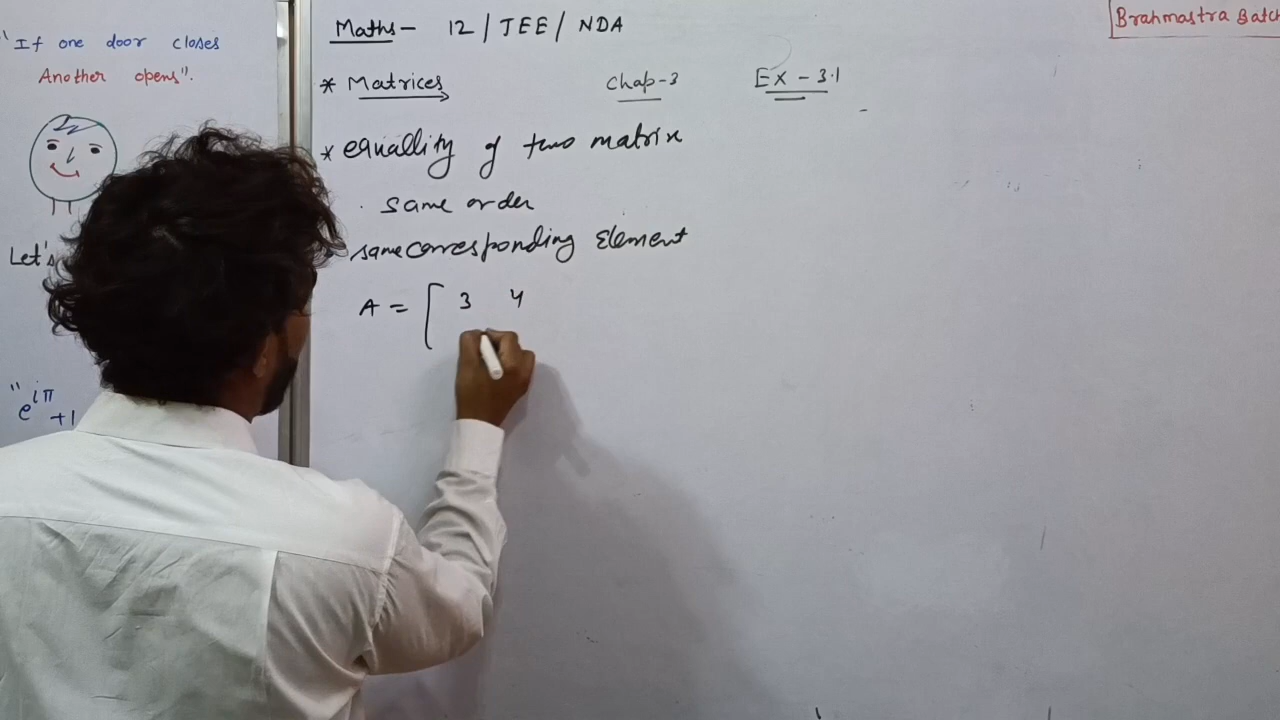 "If one door closes
Another opens".
Let's
"e^iπ +1
Maths - 12 / JEE / NDA
Brahmastra Batch
* Matrices Chap-3 Ex - 3.1
* equallity of two matrix
. same order
same corresponding Element
A = [ 3 4